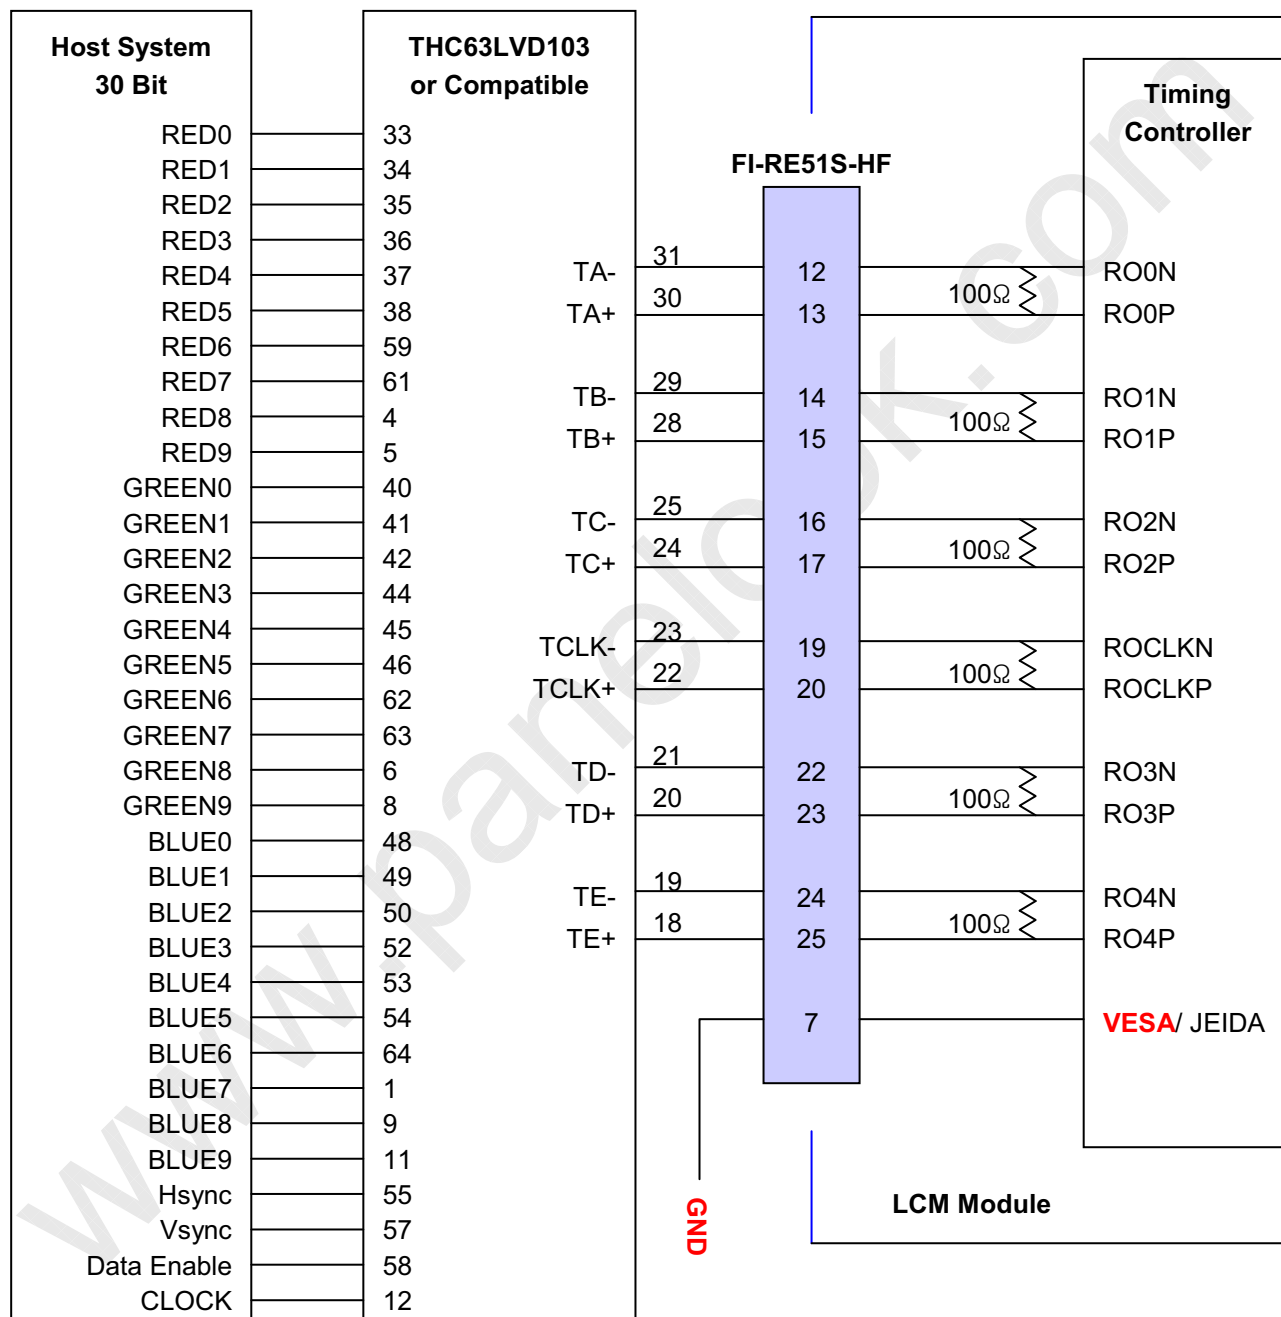 Host System
30 Bit
RED0
RED1
RED2
RED3
RED4
RED5
RED6
RED7
RED8
RED9
GREEN0
GREEN1
GREEN2
GREEN3
GREEN4
GREEN5
GREEN6
GREEN7
GREEN8
GREEN9
BLUE0
BLUE1
BLUE2
BLUE3
BLUE4
BLUE5
BLUE6
BLUE7
BLUE8
BLUE9
Hsync
Vsync
Data Enable
CLOCK
THC63LVD103
or Compatible
33
34
35
36
37
38
59
61
4
5
40
41
42
44
45
46
62
63
6
8
48
49
50
52
53
54
64
1
9
11
55
57
58
12
TA-
TA+
TB-
TB+
TC-
TC+
TCLK-
TCLK+
TD-
TD+
TE-
TE+
31
30
29
28
25
24
23
22
21
20
19
18
GND
FI-RE51S-HF
12
13
14
15
16
17
19
20
22
23
24
25
7
100Ω
100Ω
100Ω
100Ω
100Ω
100Ω
LCM Module
Timing
Controller
RO0N
RO0P
RO1N
RO1P
RO2N
RO2P
ROCLKN
ROCLKP
RO3N
RO3P
RO4N
RO4P
VESA/ JEIDA
www.panelook.com